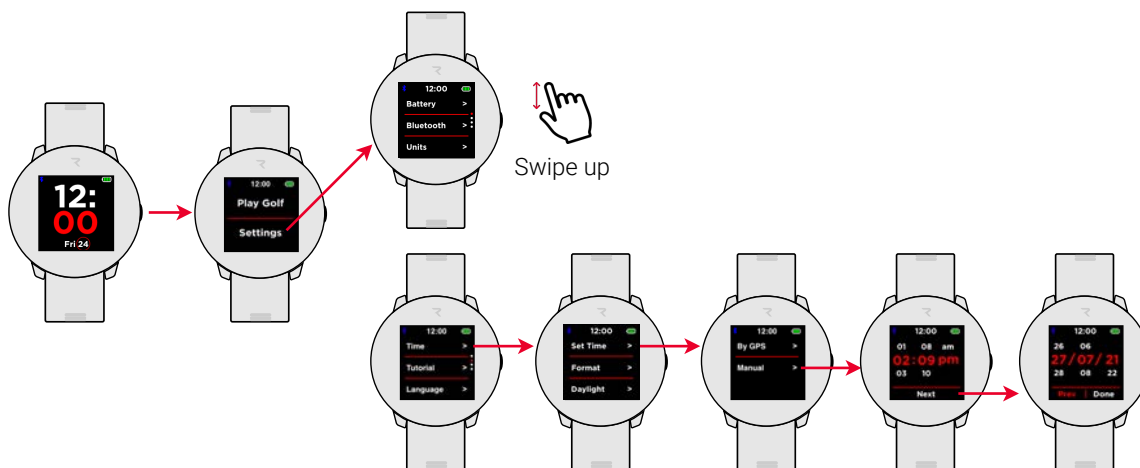 12:
00
Fri 24
12:00
Play Golf
Settings
12:00
Battery >
Bluetooth >
Units >
Swipe up
12:00
Time >
Tutorial >
Language >
12:00
Set Time >
Format >
Daylight >
12:00
By GPS >
Manual >
12:00
01 08 am
02:09 pm
03 10
Next
12:00
26 06
27/07/21
28 08 22
Prev | Done